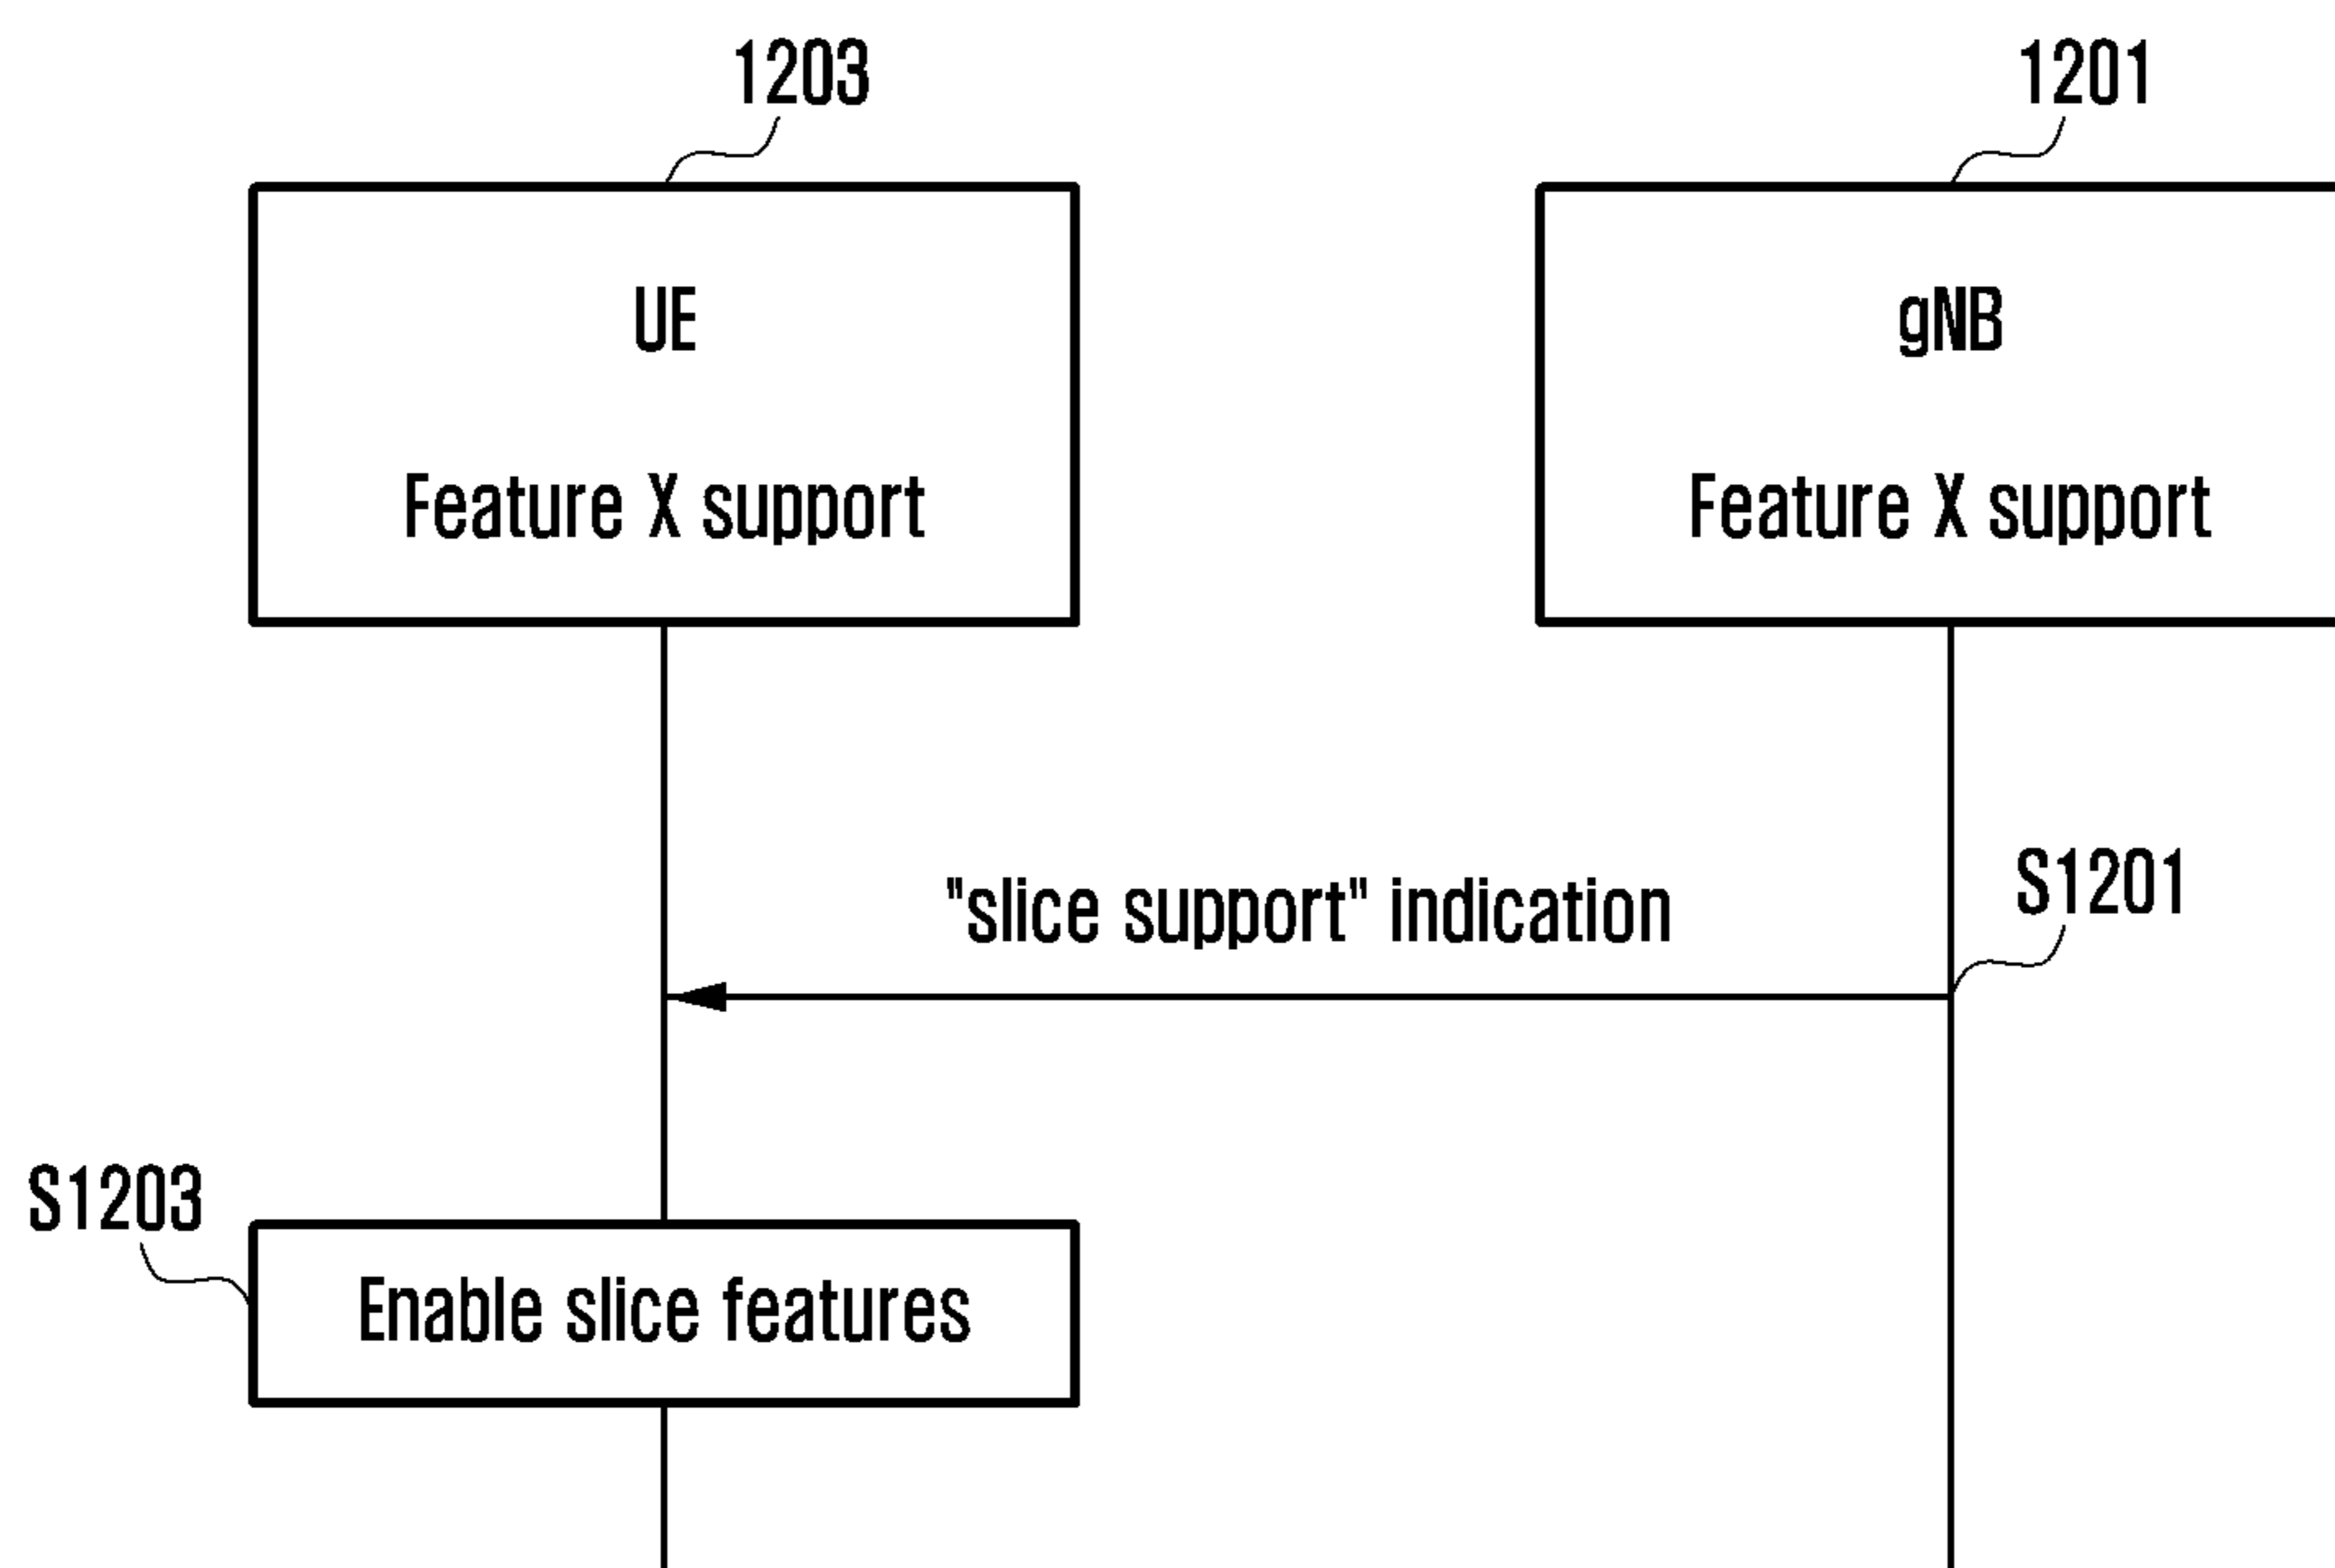 1203
1201
UE
gNB
Feature X support
Feature X support
"slice support" indication
S1201
S1203
Enable slice features